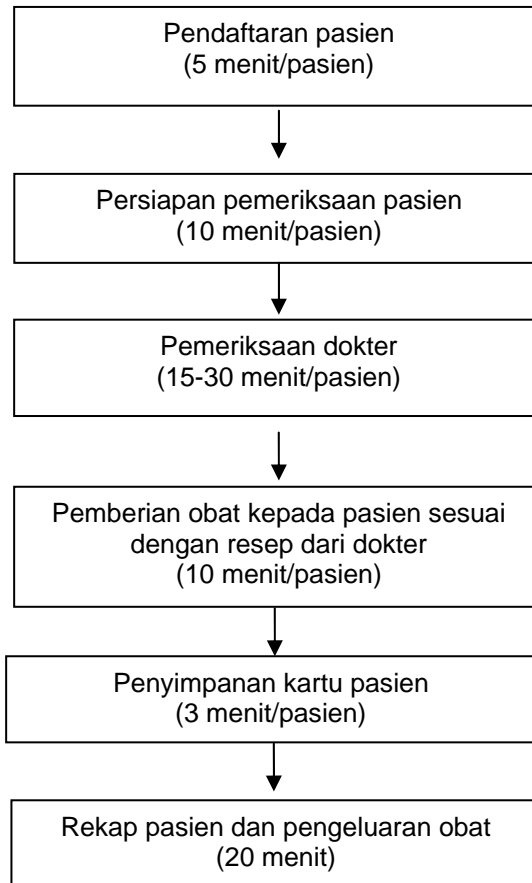 Pendaftaran pasien
(5 menit/pasien)
Persiapan pemeriksaan pasien
(10 menit/pasien)
Pemeriksaan dokter
(15-30 menit/pasien)
Pemberian obat kepada pasien sesuai
dengan resep dari dokter
(10 menit/pasien)
Penyimpanan kartu pasien
(3 menit/pasien)
Rekap pasien dan pengeluaran obat
(20 menit)